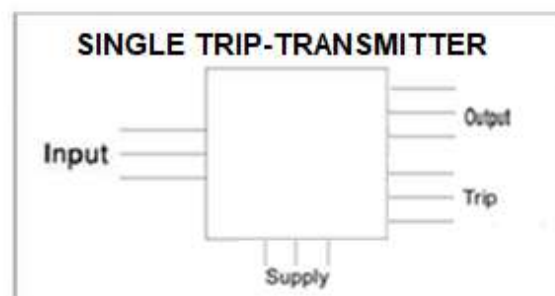 SINGLE TRIP-TRANSMITTER
Output
Input
Trip
Supply